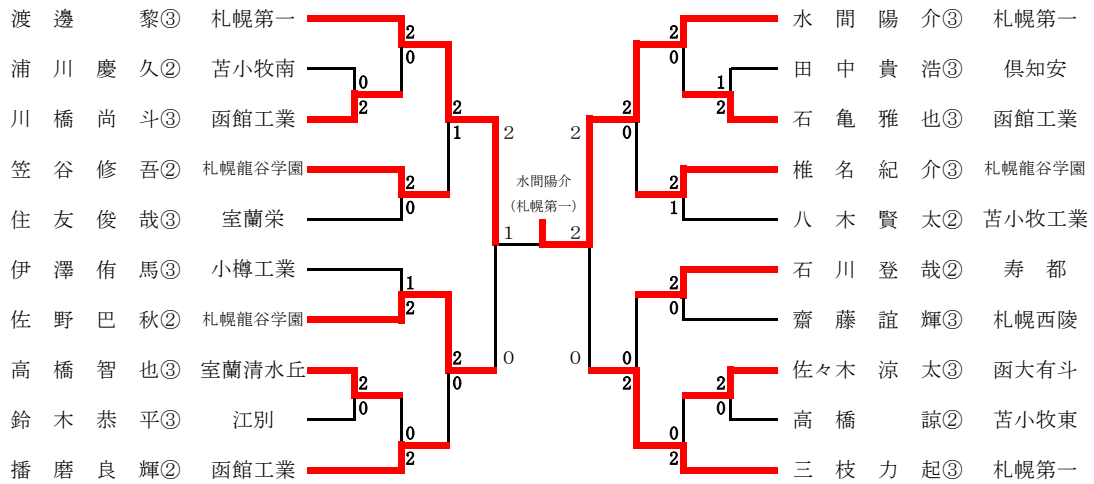 渡邊　黎③ 札幌第一
浦川慶久② 苫小牧南
川橋尚斗③ 函館工業
笠谷修吾② 札幌龍谷学園
住友俊哉③ 室蘭栄
伊澤侑馬③ 小樽工業
佐野巴秋② 札幌龍谷学園
高橋智也③ 室蘭清水丘
鈴木恭平③ 江別
播磨良輝② 函館工業
2
0
0
2
2
1
2
0
1
2
2
0
2
0
0
2
2
1
0
水間陽介
（札幌第一）
2
2
0
2
0
2
0
1
2
2
1
2
0
0
2
2
0
0
2
水間陽介③ 札幌第一
田中貴浩③ 倶知安
石亀雅也③ 函館工業
椎名紀介③ 札幌龍谷学園
八木賢太② 苫小牧工業
石川登哉② 寿都
齋藤誼輝③ 札幌西陵
佐々木涼太③ 函大有斗
高橋　諒② 苫小牧東
三枝力起③ 札幌第一